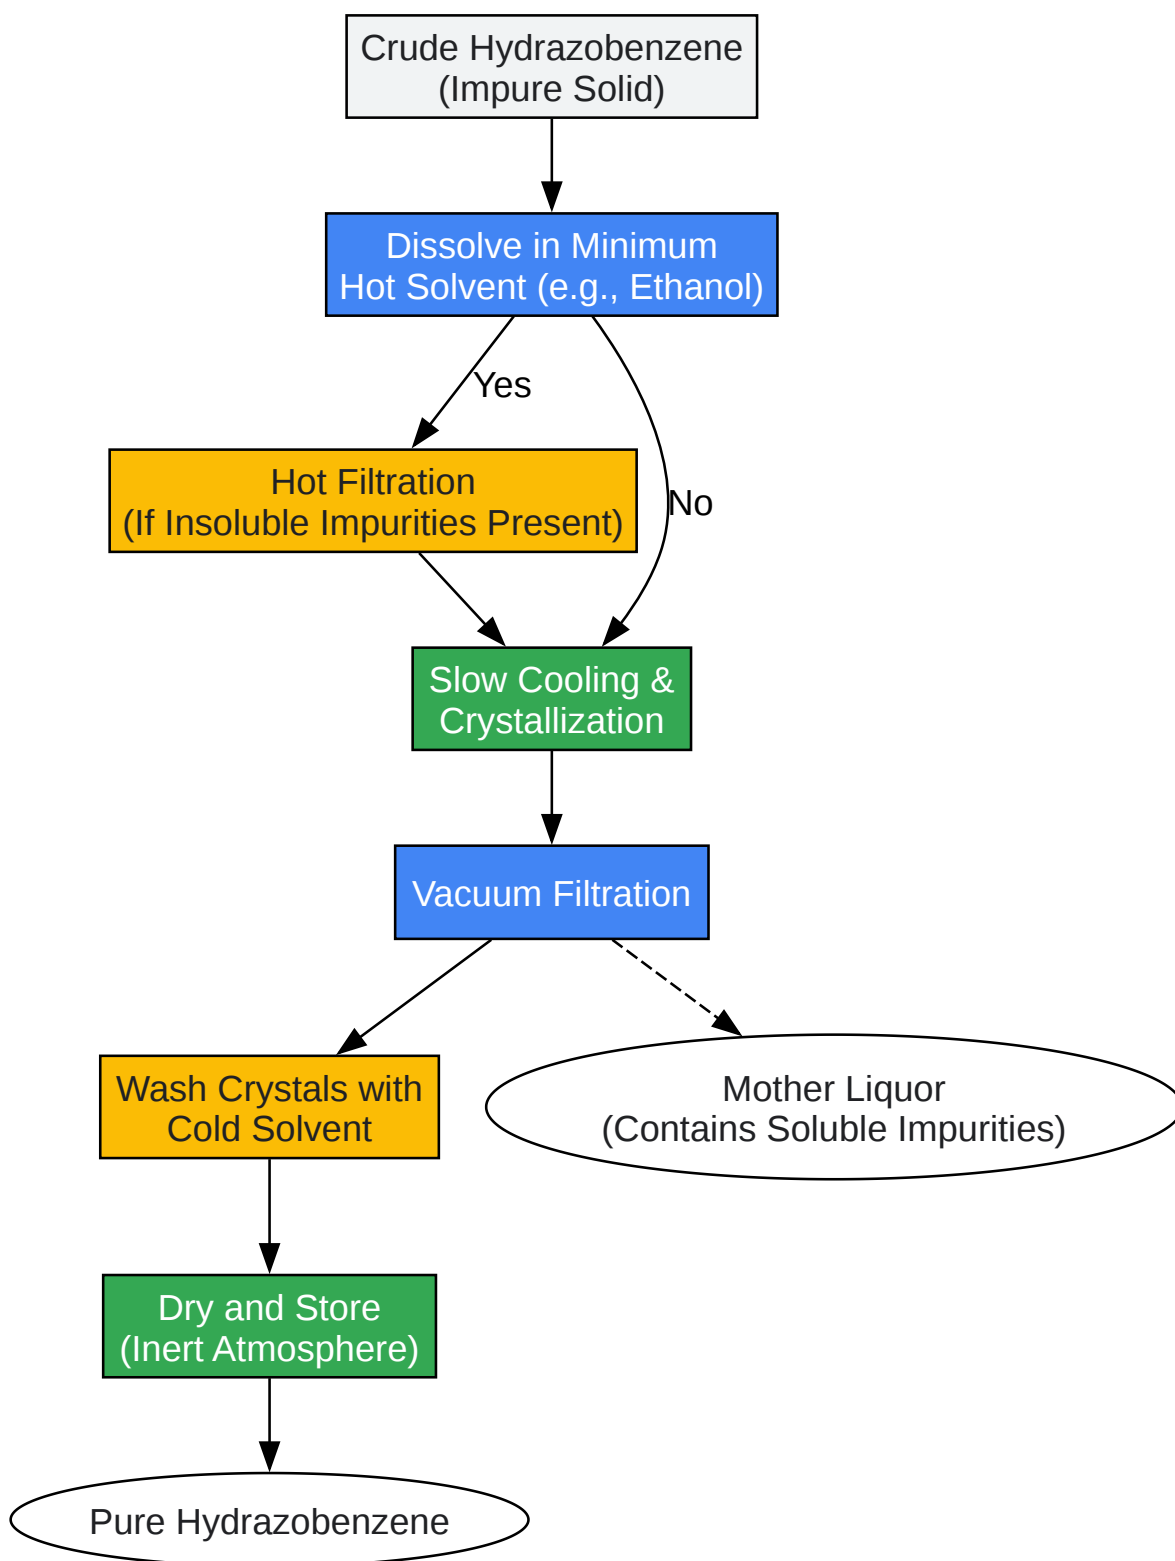 Crude Hydrazobenzene
(Impure Solid)
Dissolve in Minimum
Hot Solvent (e.g., Ethanol)
Yes
Hot Filtration
(If Insoluble Impurities Present)
No
Slow Cooling &
Crystallization
Vacuum Filtration
Wash Crystals with
Cold Solvent
Mother Liquor
(Contains Soluble Impurities)
Dry and Store
(Inert Atmosphere)
Pure Hydrazobenzene